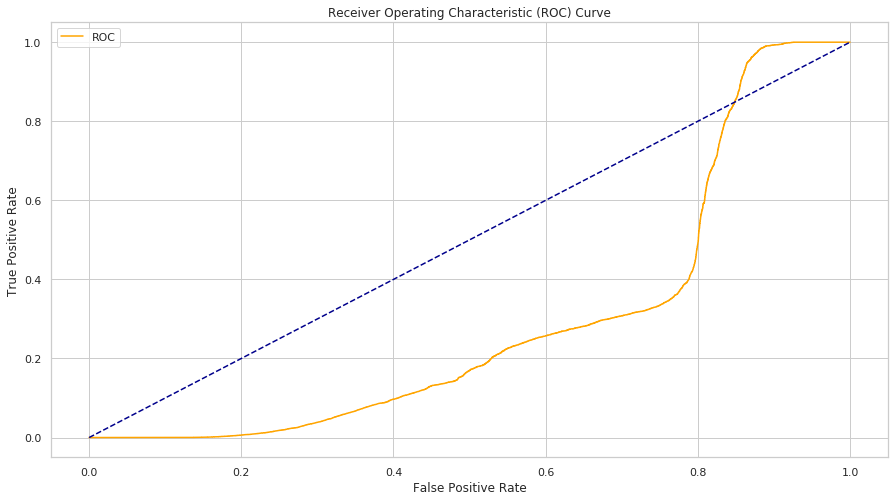 Receiver Operating Characteristic (ROC) Curve
ROC
1.0
0.8
0.6
0.4
0.2
0.0
True Positive Rate
0.0 0.2 0.4 0.6 0.8 1.0
False Positive Rate